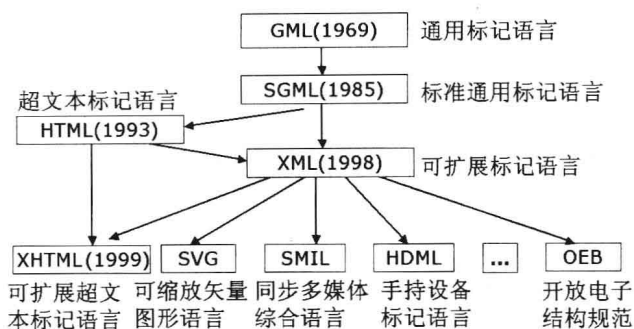 GML(1969) 通用标记语言
SGML(1985) 标准通用标记语言
超文本标记语言
HTML(1993)
XML(1998) 可扩展标记语言
XHTML(1999) SVG SMIL HDML ... OEB
可扩展超文 可缩放矢量 同步多媒体 手持设备 开放电子
本标记语言 图形语言 综合语言 标记语言 结构规范